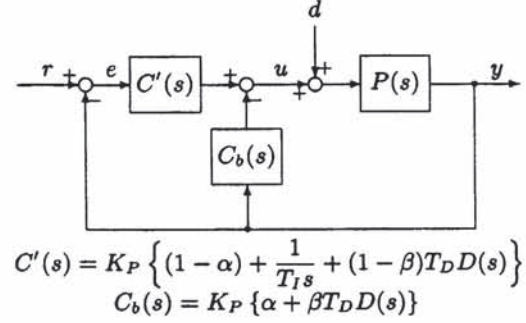 d
r + e C'(s) + u + P(s) y
− − +
C_b(s)
C'(s) = K_P { (1 − α) + 1/(T_I s) + (1 − β)T_D D(s) }
C_b(s) = K_P {α + βT_D D(s)}